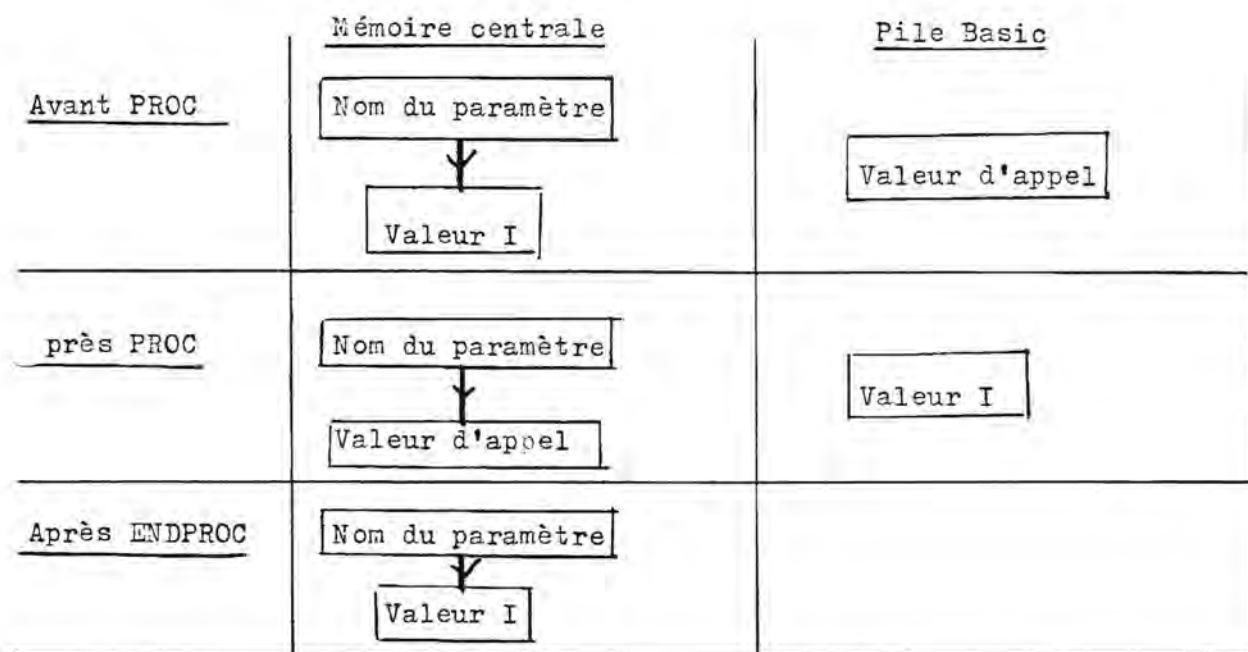 Mémoire centrale
Pile Basic
Avant PROC
Nom du paramètre
Valeur d'appel
Valeur I
près PROC
Nom du paramètre
Valeur I
Valeur d'appel
Après ENDPROC
Nom du paramètre
Valeur I